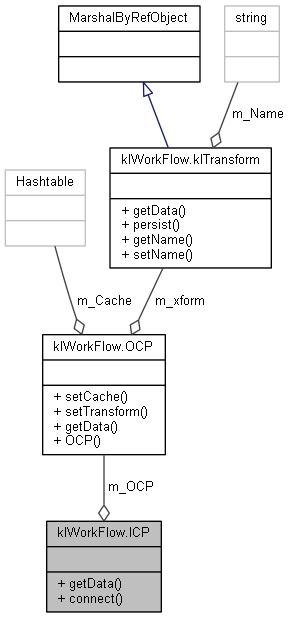 MarshalByRefObject
string
m_Name
klWorkFlow.klTransform
+ getData()
+ persist()
+ getName()
+ setName()
Hashtable
m_Cache
m_xform
klWorkFlow.OCP
+ setCache()
+ setTransform()
+ getData()
+ OCP()
m_OCP
klWorkFlow.ICP
+ getData()
+ connect()